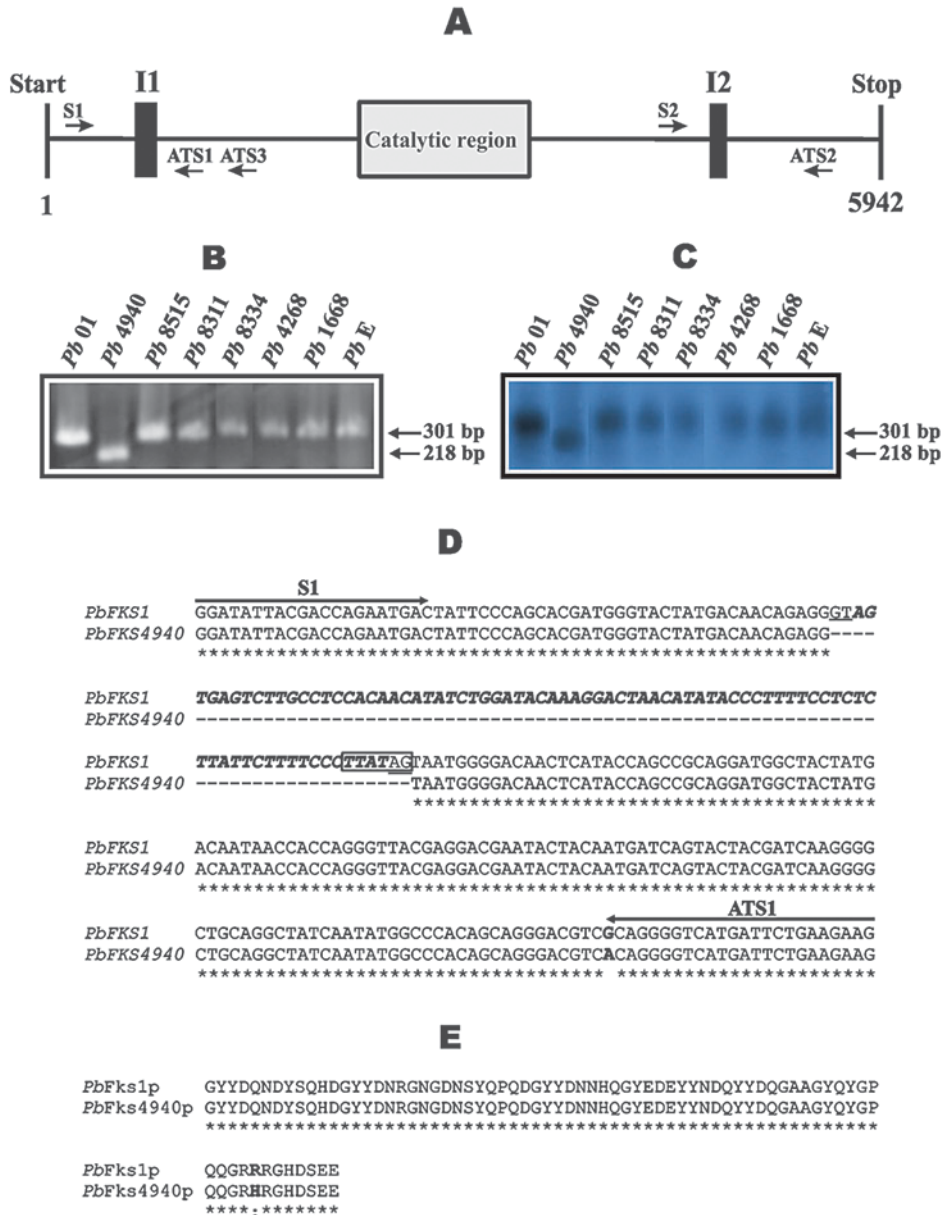 A
Start I1 I2 Stop
S1 S2
Catalytic region
ATS1 ATS3 ATS2
1 5942
B
Pb 01 Pb 4940 Pb 8515 Pb 8311 Pb 8334 Pb 4268 Pb 1668 Pb E
301 bp
218 bp
C
Pb 01 Pb 4940 Pb 8515 Pb 8311 Pb 8334 Pb 4268 Pb 1668 Pb E
301 bp
218 bp
D
S1
PbFKS1 GGATATTACGACCAGAATGACTATTCCCAGCACGATGGGTACTATGACAACAGAGGGTAG
PbFKS4940 GGATATTACGACCAGAATGACTATTCCCAGCACGATGGGTACTATGACAACAGAGG----
********************************************************
PbFKS1 TGAGTCTTGCCTCCACAACATATCTGGATACAAAGGACTAACATATACCCTTTTCCTCTC
PbFKS4940 ------------------------------------------------------------
PbFKS1 TTATTCTTTTCCCTTATAGTAATGGGGACAACTCATACCAGCCGCAGGATGGCTACTATG
PbFKS4940 -------------------TAATGGGGACAACTCATACCAGCCGCAGGATGGCTACTATG
*****************************************
PbFKS1 ACAATAACCACCAGGGTTACGAGGACGAATACTACAATGATCAGTACTACGATCAAGGGG
PbFKS4940 ACAATAACCACCAGGGTTACGAGGACGAATACTACAATGATCAGTACTACGATCAAGGGG
************************************************************
ATS1
PbFKS1 CTGCAGGCTATCAATATGGCCCACAGCAGGGACGTCGCAGGGGTCATGATTCTGAAGAAG
PbFKS4940 CTGCAGGCTATCAATATGGCCCACAGCAGGGACGTCACAGGGGTCATGATTCTGAAGAAG
************************************ ***********************
E
PbFks1p GYYDQNDYSQHDGYYDNRGNGDNSYQPQDGYYDNNHQGYEDEYYNDQYYDQGAAGYQYGP
PbFks4940p GYYDQNDYSQHDGYYDNRGNGDNSYQPQDGYYDNNHQGYEDEYYNDQYYDQGAAGYQYGP
************************************************************
PbFks1p QQGRRRGHDSEE
PbFks4940p QQGRHRGHDSEE
****:*******